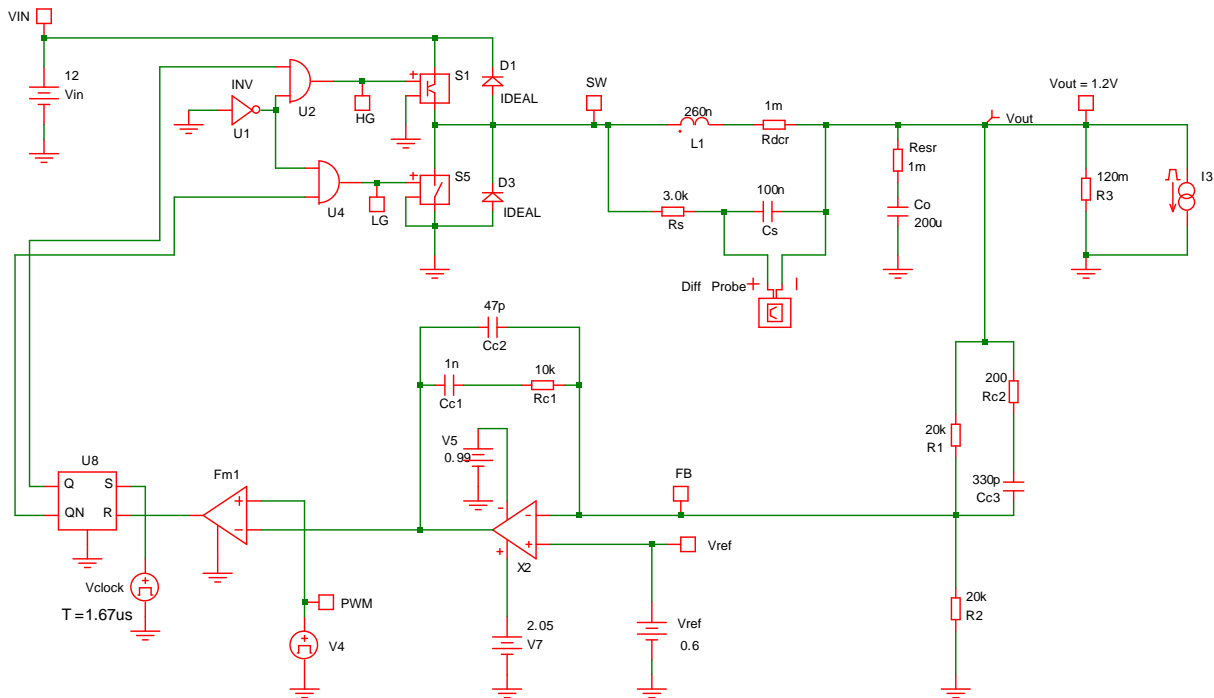 VIN
12
Vin
INV
U1
U2
HG
S1
D1
IDEAL
U4
LG
S5
D3
IDEAL
SW
260n
L1
1m
Rdcr
3.0k
Rs
100n
Cs
Diff Probe + -
Resr
1m
Co
200u
Vout
Vout = 1.2V
120m
R3
I3
47p
Cc2
1n
Cc1
10k
Rc1
200
Rc2
20k
R1
330p
Cc3
U8
Q S
QN R
Fm1
V5
0.99
X2
FB
Vref
Vclock
T =1.67us
PWM
V4
2.05
V7
Vref
0.6
20k
R2